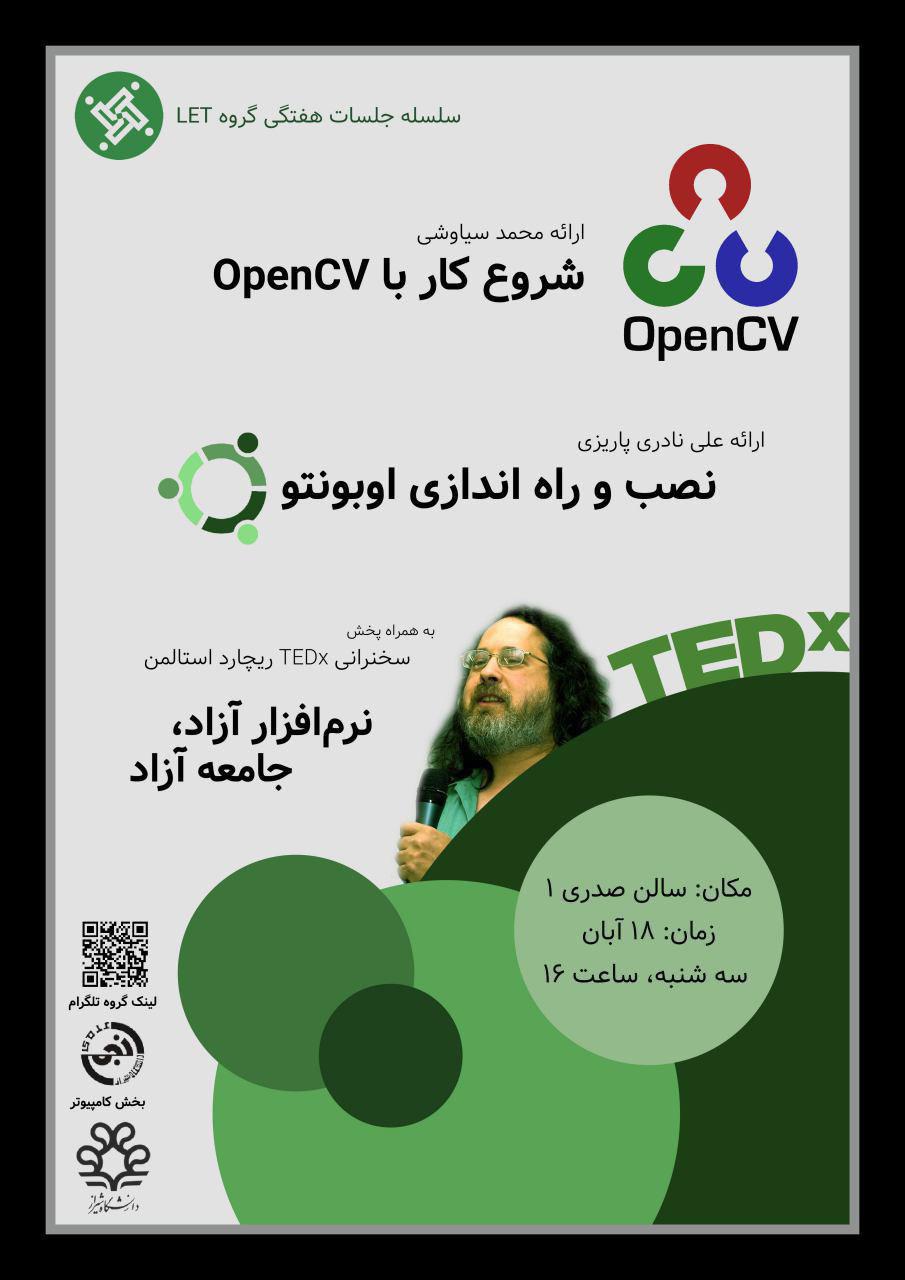 سلسله جلسات هفتگی گروه LET
ارائه محمد سیاوشی
شروع کار با OpenCV
OpenCV
ارائه علی نادری پاریزی
نصب و راه اندازی اوبونتو
TEDx
به همراه پخش
سخنرانی TEDx ریچارد استالمن
نرم‌افزار آزاد،
جامعه آزاد
مکان: سالن صدری ۱
زمان: ۱۸ آبان
سه شنبه، ساعت ۱۶
لینک گروه تلگرام
بخش کامپیوتر
دانشگاه شیراز